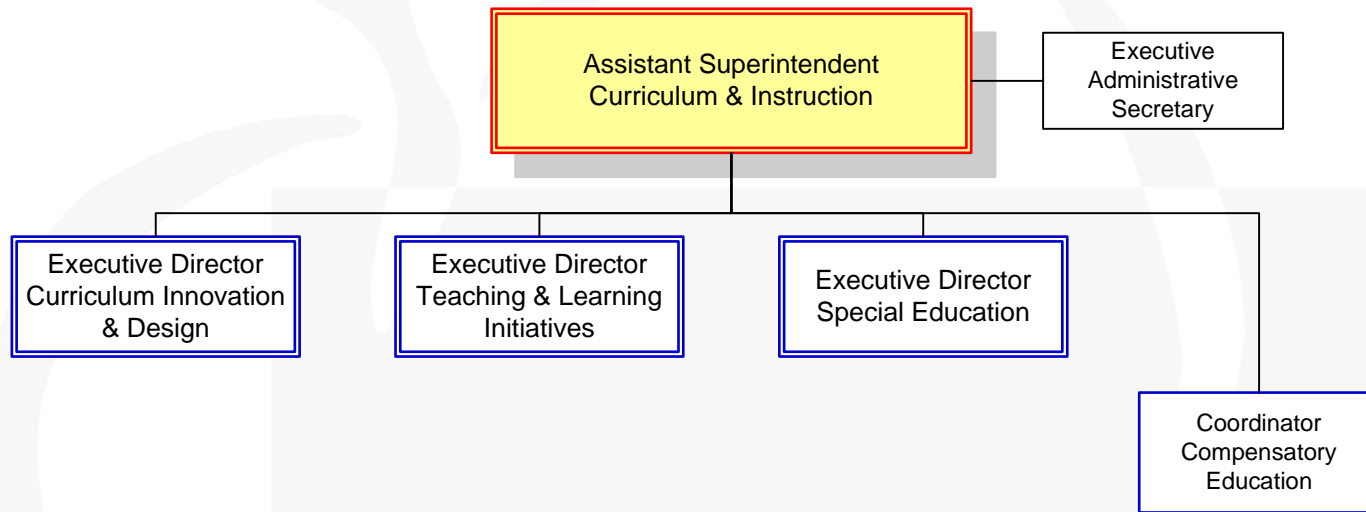 Assistant Superintendent
Curriculum & Instruction
Executive
Administrative
Secretary
Executive Director
Curriculum Innovation
& Design
Executive Director
Teaching & Learning
Initiatives
Executive Director
Special Education
Coordinator
Compensatory
Education